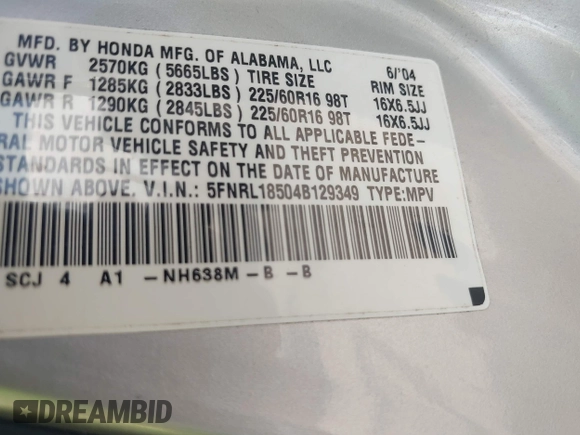 MFD. BY HONDA MFG. OF ALABAMA, LLC 6/'04
GVWR 2570KG (5665LBS) TIRE SIZE RIM SIZE
GAWR F 1285KG (2833LBS) 225/60R16 98T 16X6.5JJ
GAWR R 1290KG (2845LBS) 225/60R16 98T 16X6.5JJ
THIS VEHICLE CONFORMS TO ALL APPLICABLE FEDE-
RAL MOTOR VEHICLE SAFETY AND THEFT PREVENTION
STANDARDS IN EFFECT ON THE DATE OF MANUFACTURE
SHOWN ABOVE. V.I.N.: 5FNRL18504B129349 TYPE:MPV
SCJ 4 A1 -NH638M-B -B
DREAMBID